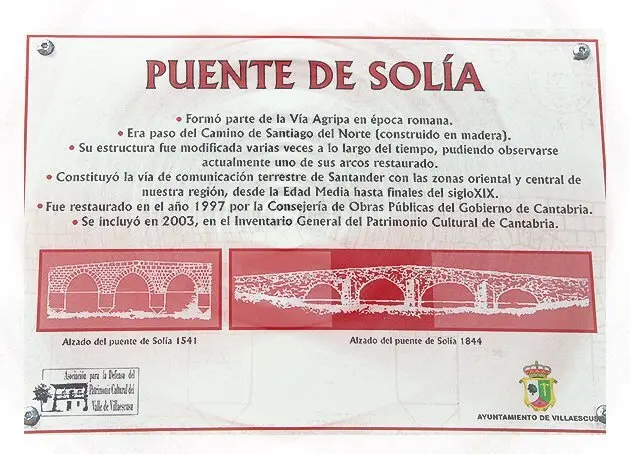 PUENTE DE SOLÍA
• Formó parte de la Vía Agripa en época romana.
• Era paso del Camino de Santiago del Norte (construido en madera).
• Su estructura fue modificada varias veces a lo largo del tiempo, pudiendo observarse
actualmente uno de sus arcos restaurado.
• Constituyó la vía de comunicación terrestre de Santander con las zonas oriental y central de
nuestra región, desde la Edad Media hasta finales del sigloXIX.
• Fue restaurado en el año 1997 por la Consejería de Obras Públicas del Gobierno de Cantabria.
• Se incluyó en 2003, en el Inventario General del Patrimonio Cultural de Cantabria.
Alzado del puente de Solía 1541
Alzado del puente de Solía 1844
Asociación para la Defensa del
Patrimonio Cultural del
Valle de Villaescusa
AYUNTAMIENTO DE VILLAESCUS